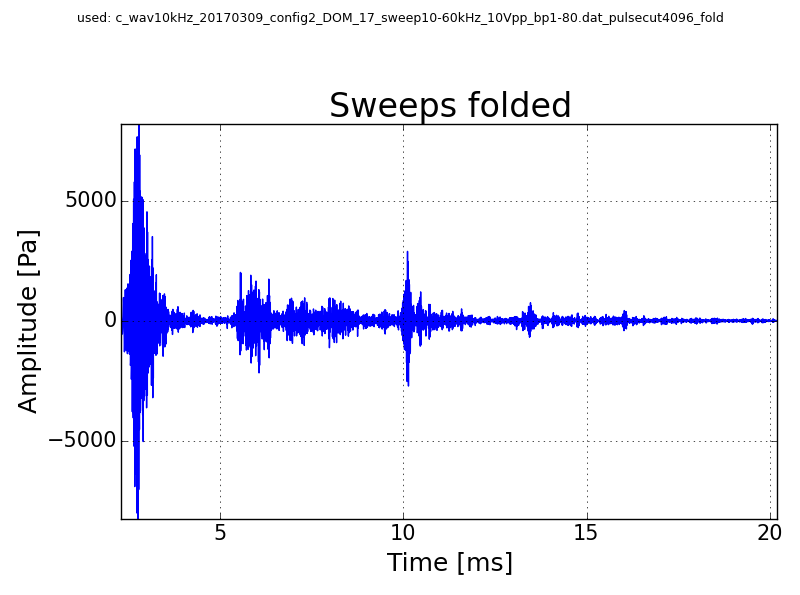 used: c_wav10kHz_20170309_config2_DOM_17_sweep10-60kHz_10Vpp_bp1-80.dat_pulsecut4096_fold
Sweeps folded
Amplitude [Pa]
5000
0
−5000
5 10 15 20
Time [ms]